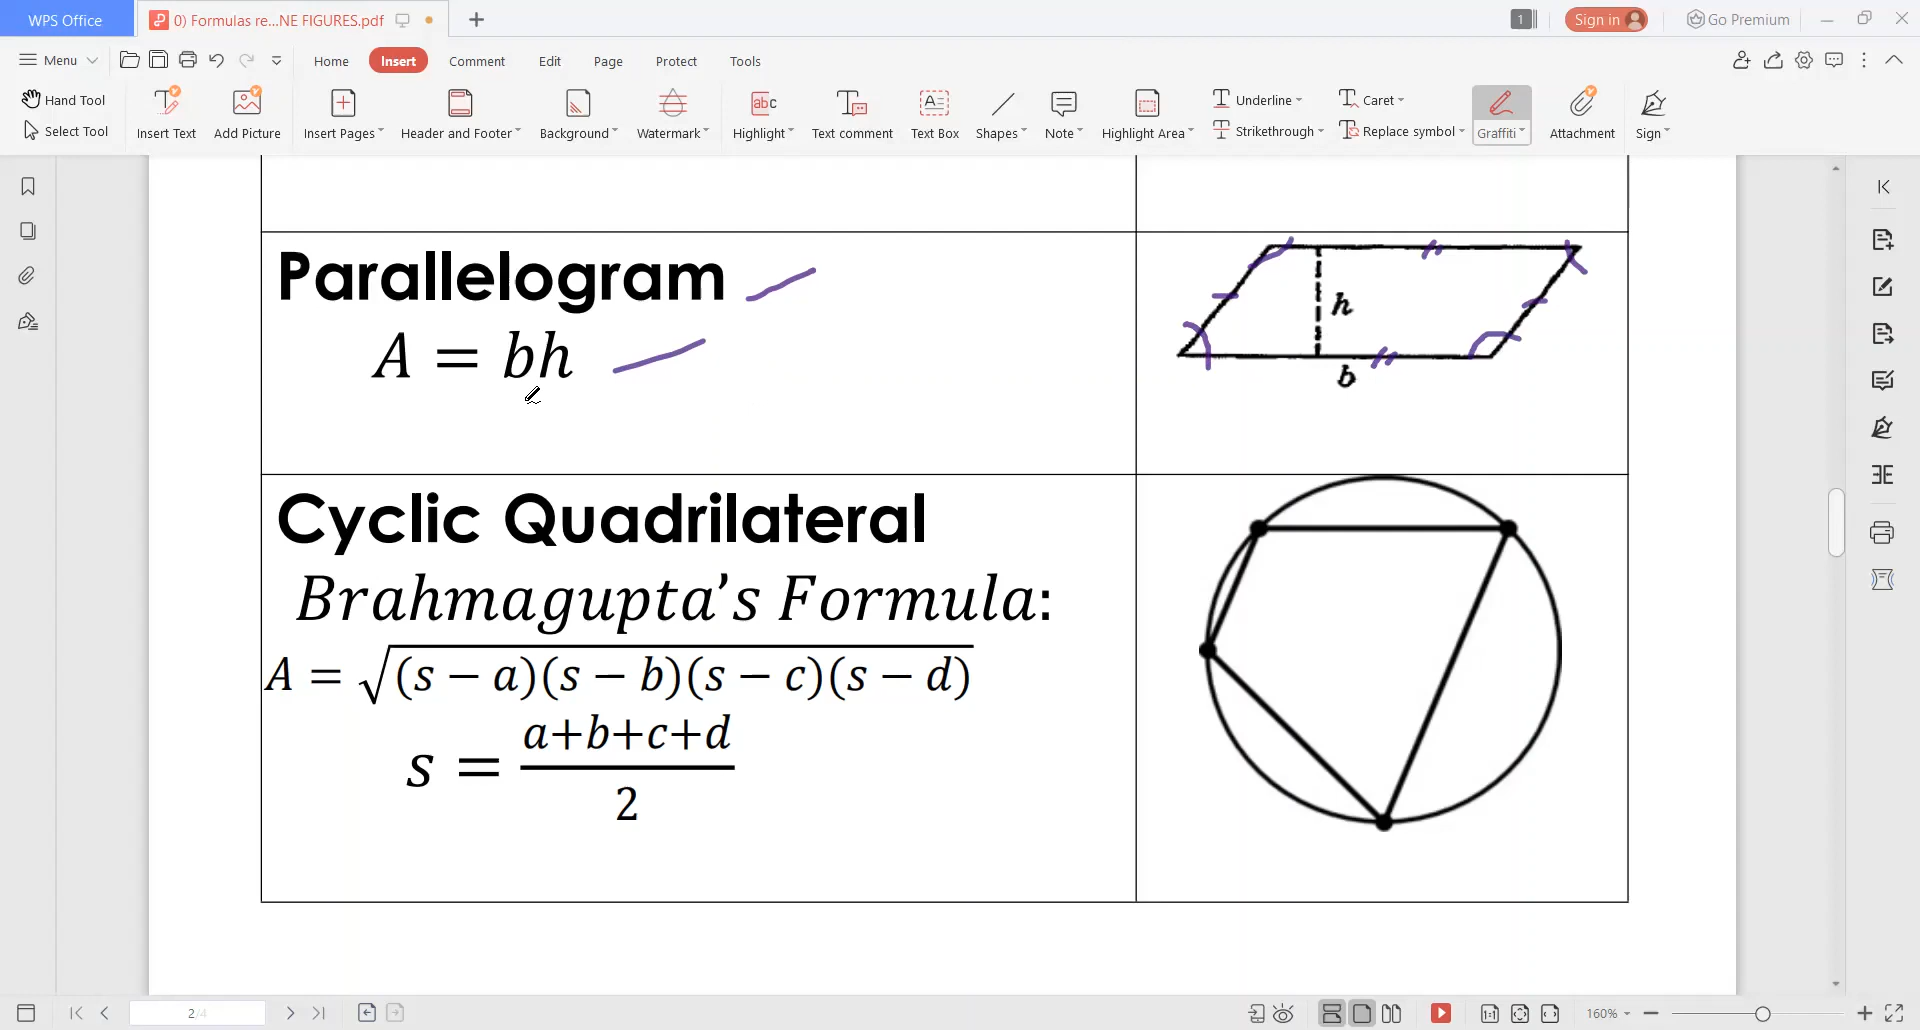 WPS Office
0) Formulas re...NE FIGURES.pdf
1
Sign in
Go Premium
Menu
Home
Insert
Comment
Edit
Page
Protect
Tools
Hand Tool
Select Tool
Insert Text
Add Picture
Insert Pages
Header and Footer
Background
Watermark
Highlight
Text comment
Text Box
Shapes
Note
Highlight Area
Underline
Strikethrough
Caret
Replace symbol
Graffiti
Attachment
Sign
Parallelogram
A = bh
h
b
Cyclic Quadrilateral
Brahmagupta's Formula:
A = √(s − a)(s − b)(s − c)(s − d)
s = a+b+c+d
2
2/4
160%